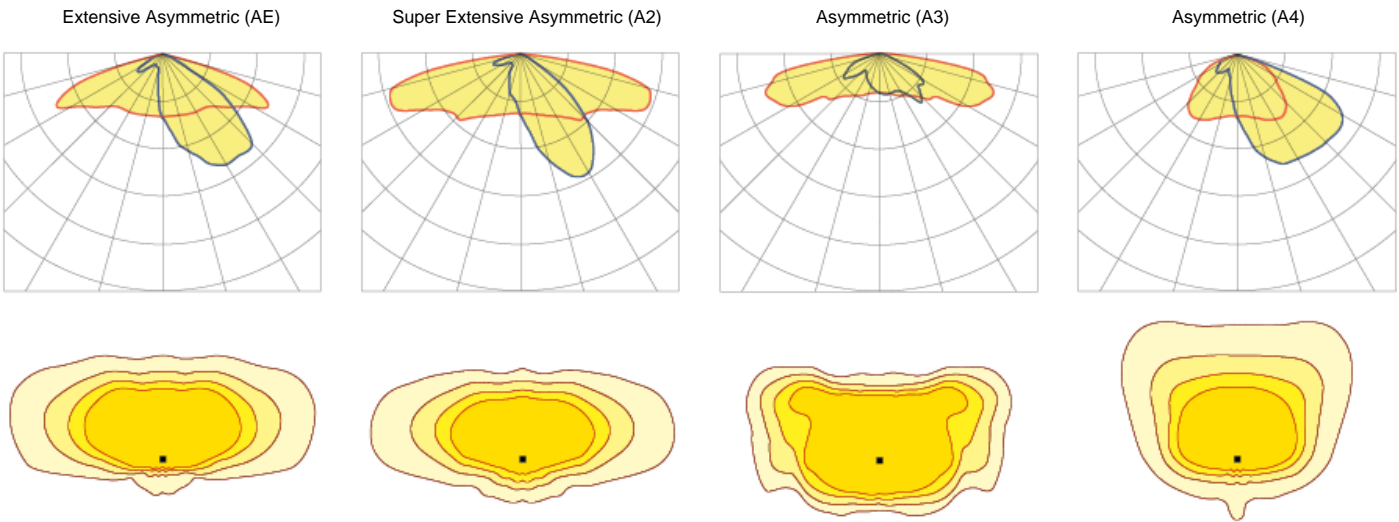 Extensive Asymmetric (AE)
Super Extensive Asymmetric (A2)
Asymmetric (A3)
Asymmetric (A4)